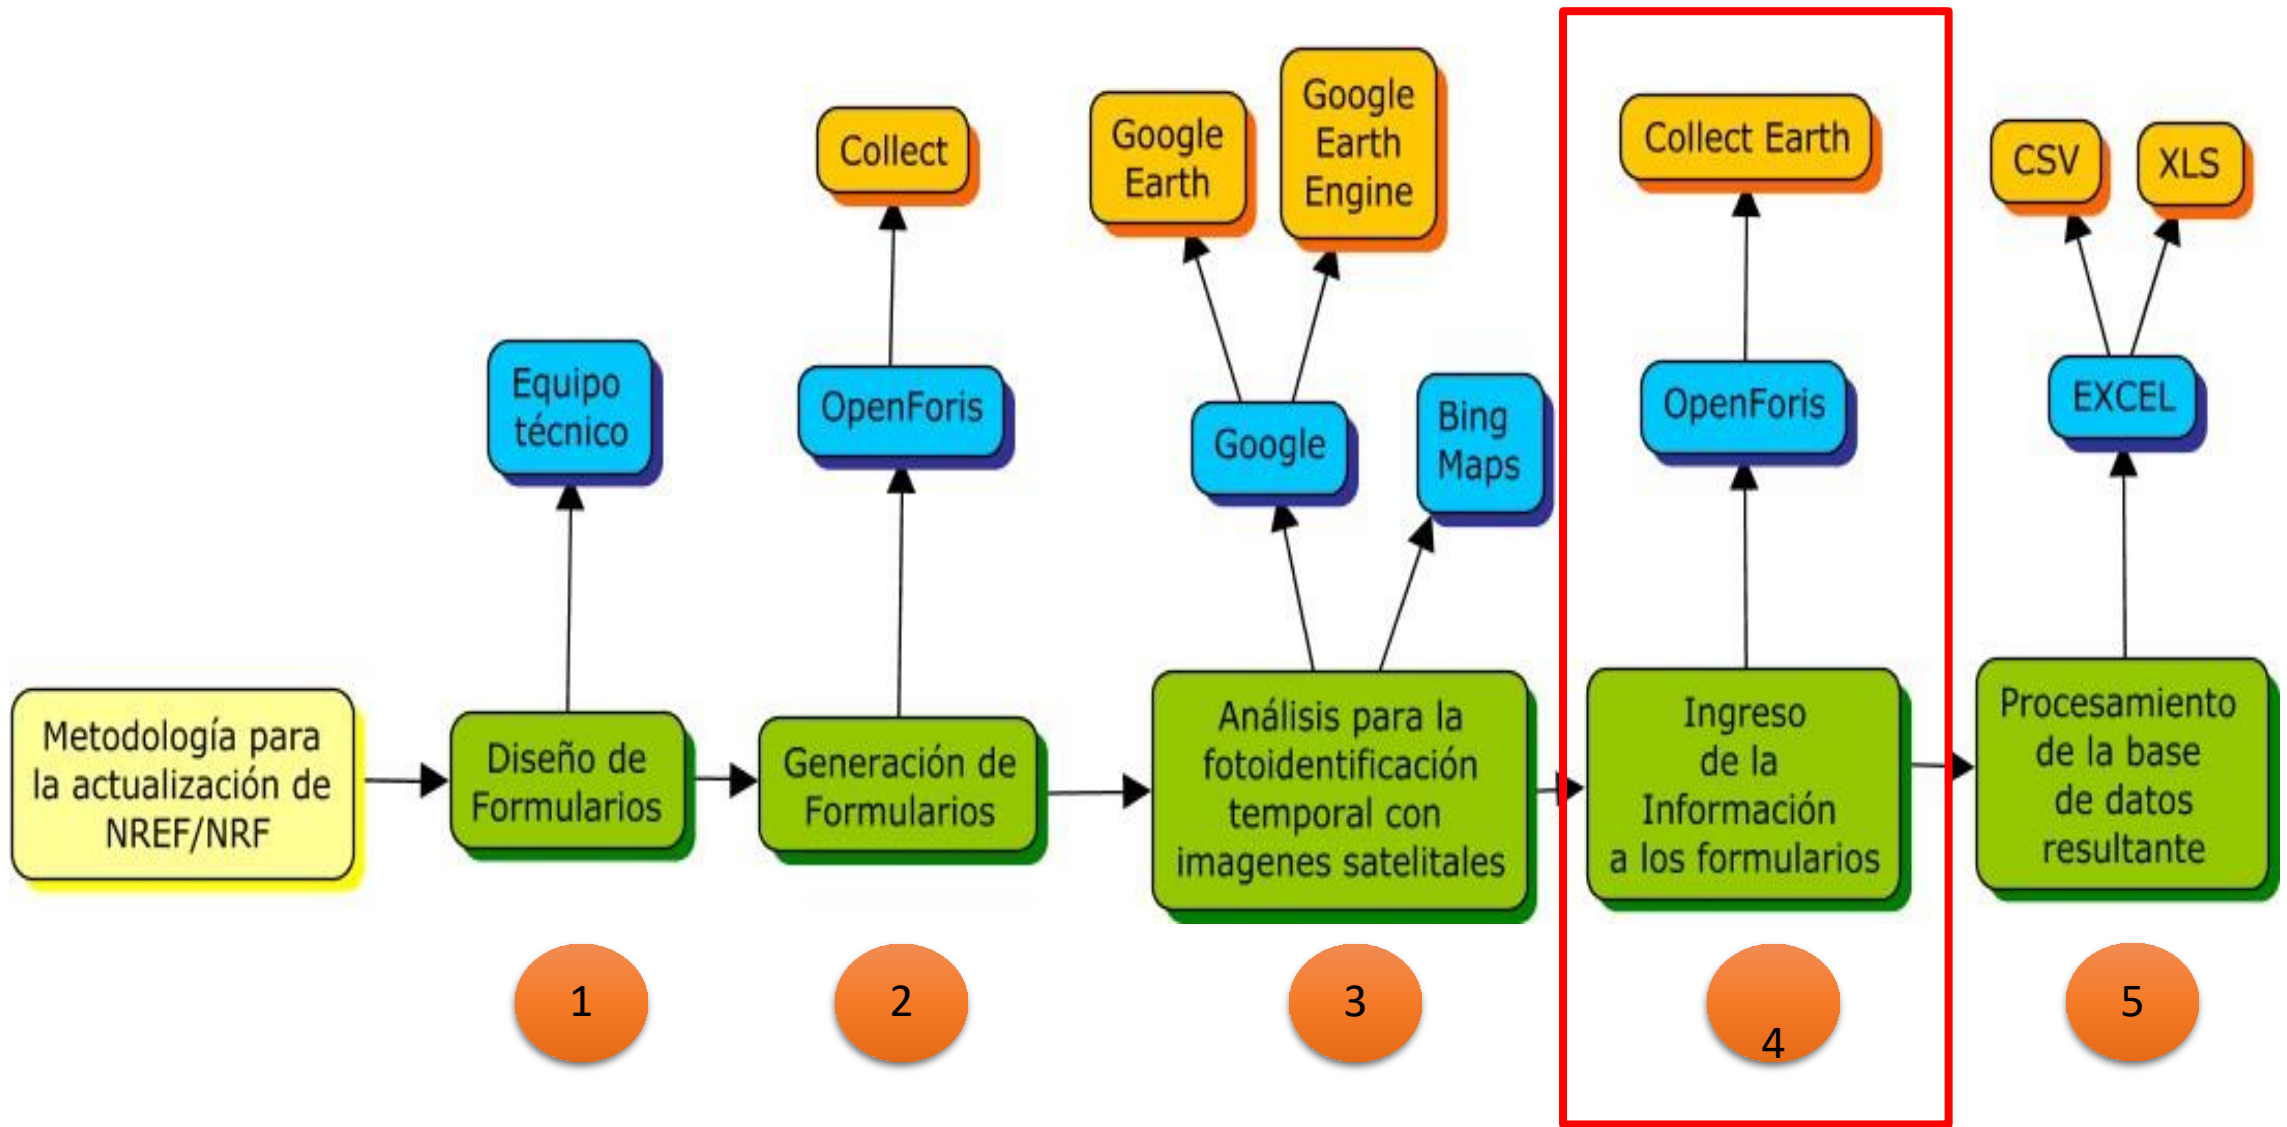 Metodología para
la actualización de
NREF/NRF
Equipo
técnico
Diseño de
Formularios
1
Collect
OpenForis
Generación de
Formularios
2
Google
Earth
Google
Earth
Engine
Google
Bing
Maps
Análisis para la
fotoidentificación
temporal con
imagenes satelitales
3
Collect Earth
OpenForis
Ingreso
de la
Información
a los formularios
4
CSV
XLS
EXCEL
Procesamiento
de la base
de datos
resultante
5